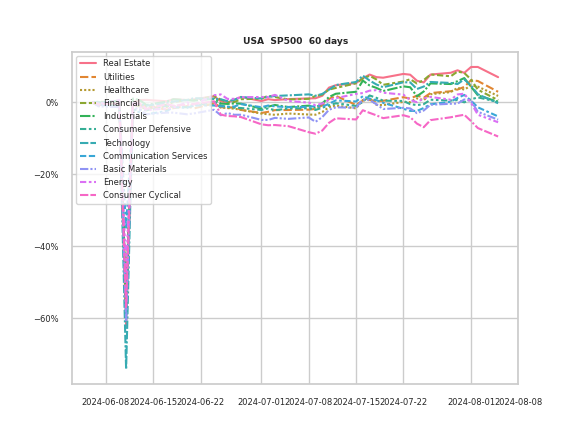 USA SP500 60 days
Real Estate
Utilities
Healthcare
Financial
Industrials
Consumer Defensive
Technology
Communication Services
Basic Materials
Energy
Consumer Cyclical
0%
−20%
−40%
−60%
2024-06-08 2024-06-15 2024-06-22 2024-07-01 2024-07-08 2024-07-15 2024-07-22 2024-08-01 2024-08-08